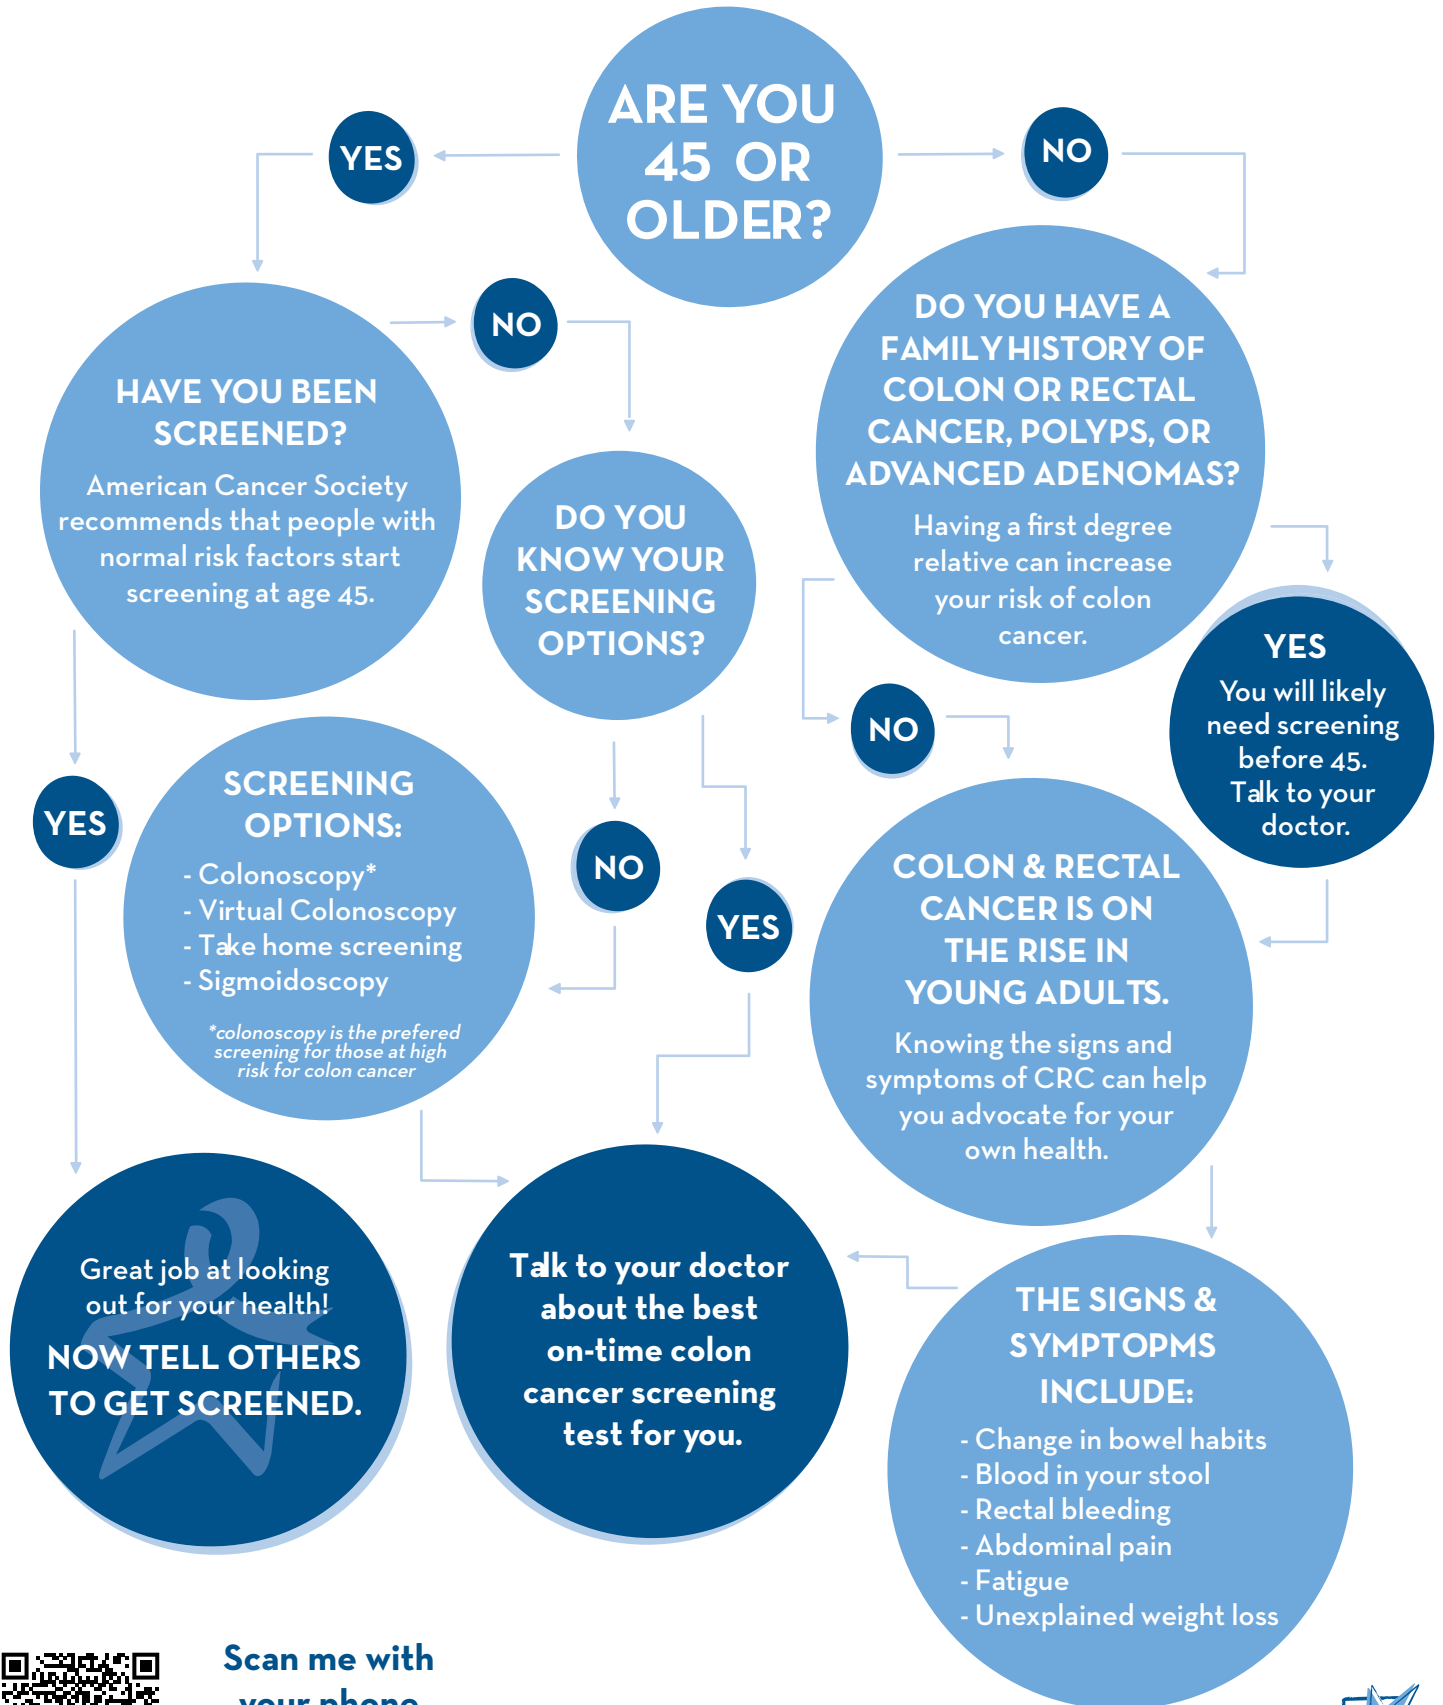 ARE YOU
45 OR
OLDER?
YES
NO
HAVE YOU BEEN
SCREENED?
American Cancer Society
recommends that people with
normal risk factors start
screening at age 45.
NO
DO YOU HAVE A
FAMILY HISTORY OF
COLON OR RECTAL
CANCER, POLYPS, OR
ADVANCED ADENOMAS?
Having a first degree
relative can increase
your risk of colon
cancer.
DO YOU
KNOW YOUR
SCREENING
OPTIONS?
YES
You will likely
need screening
before 45.
Talk to your
doctor.
NO
YES
SCREENING
OPTIONS:
- Colonoscopy*
- Virtual Colonoscopy
- Take home screening
- Sigmoidoscopy
*colonoscopy is the prefered
screening for those at high
risk for colon cancer
NO
YES
COLON & RECTAL
CANCER IS ON
THE RISE IN
YOUNG ADULTS.
Knowing the signs and
symptoms of CRC can help
you advocate for your
own health.
Great job at looking
out for your health!
NOW TELL OTHERS
TO GET SCREENED.
Talk to your doctor
about the best
on-time colon
cancer screening
test for you.
THE SIGNS &
SYMPTOPMS
INCLUDE:
- Change in bowel habits
- Blood in your stool
- Rectal bleeding
- Abdominal pain
- Fatigue
- Unexplained weight loss
Scan me with
your phone